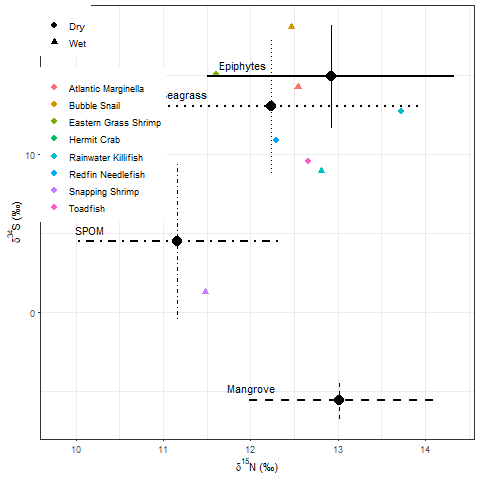 Dry
Wet
Epiphytes
Atlantic Marginella
Bubble Snail
Eastern Grass Shrimp
Hermit Crab
Rainwater Killifish
Redfin Needlefish
Snapping Shrimp
Toadfish
eagrass
SPOM
Mangrove
10
0
δ³⁴S (‰)
10 11 12 13 14
δ¹⁵N (‰)